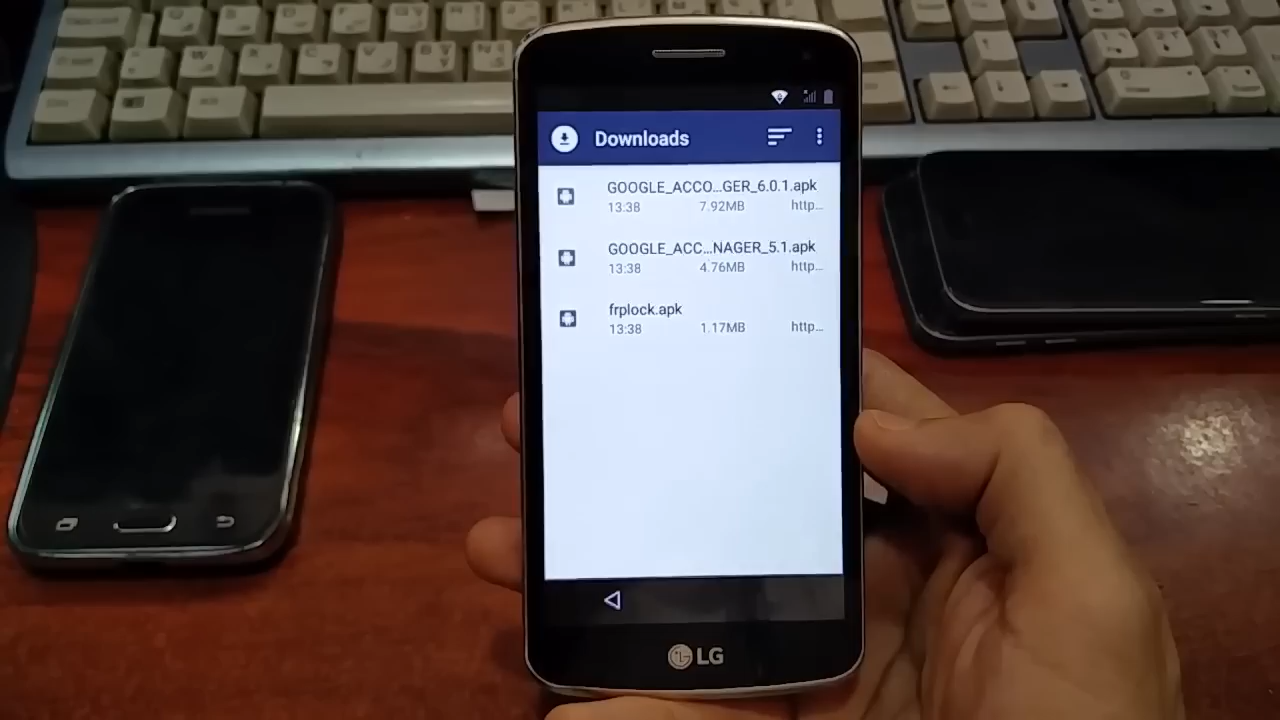 Downloads
GOOGLE_ACCO...GER_6.0.1.apk
13:38 7.92MB http...
GOOGLE_ACC...NAGER_5.1.apk
13:38 4.76MB http...
frplock.apk
13:38 1.17MB http...
LG